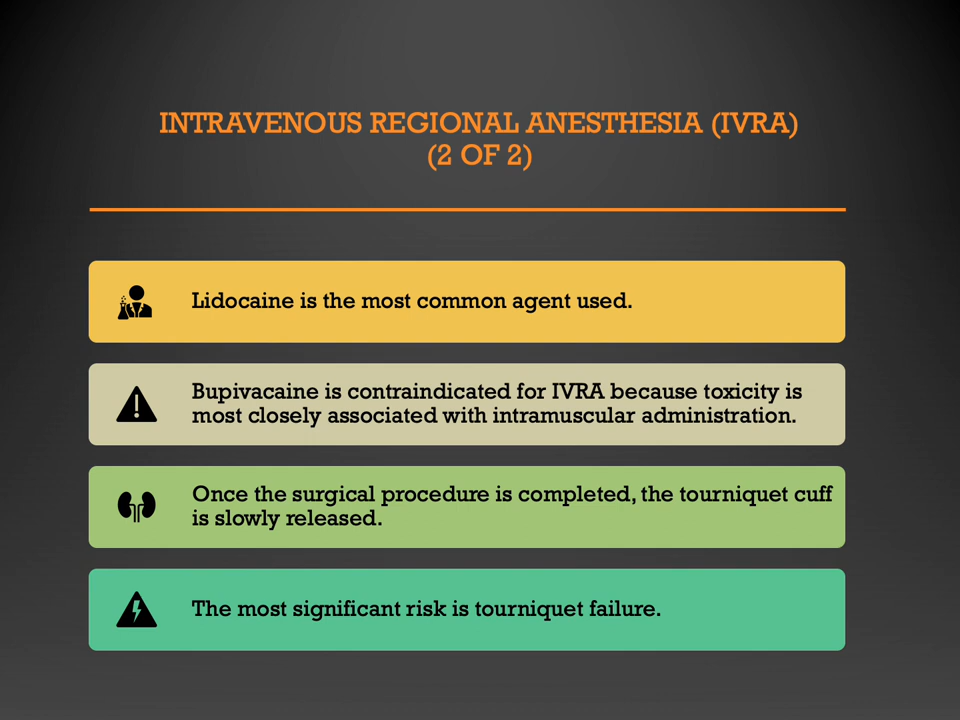 INTRAVENOUS REGIONAL ANESTHESIA (IVRA)
(2 OF 2)
Lidocaine is the most common agent used.
Bupivacaine is contraindicated for IVRA because toxicity is
most closely associated with intramuscular administration.
Once the surgical procedure is completed, the tourniquet cuff
is slowly released.
The most significant risk is tourniquet failure.